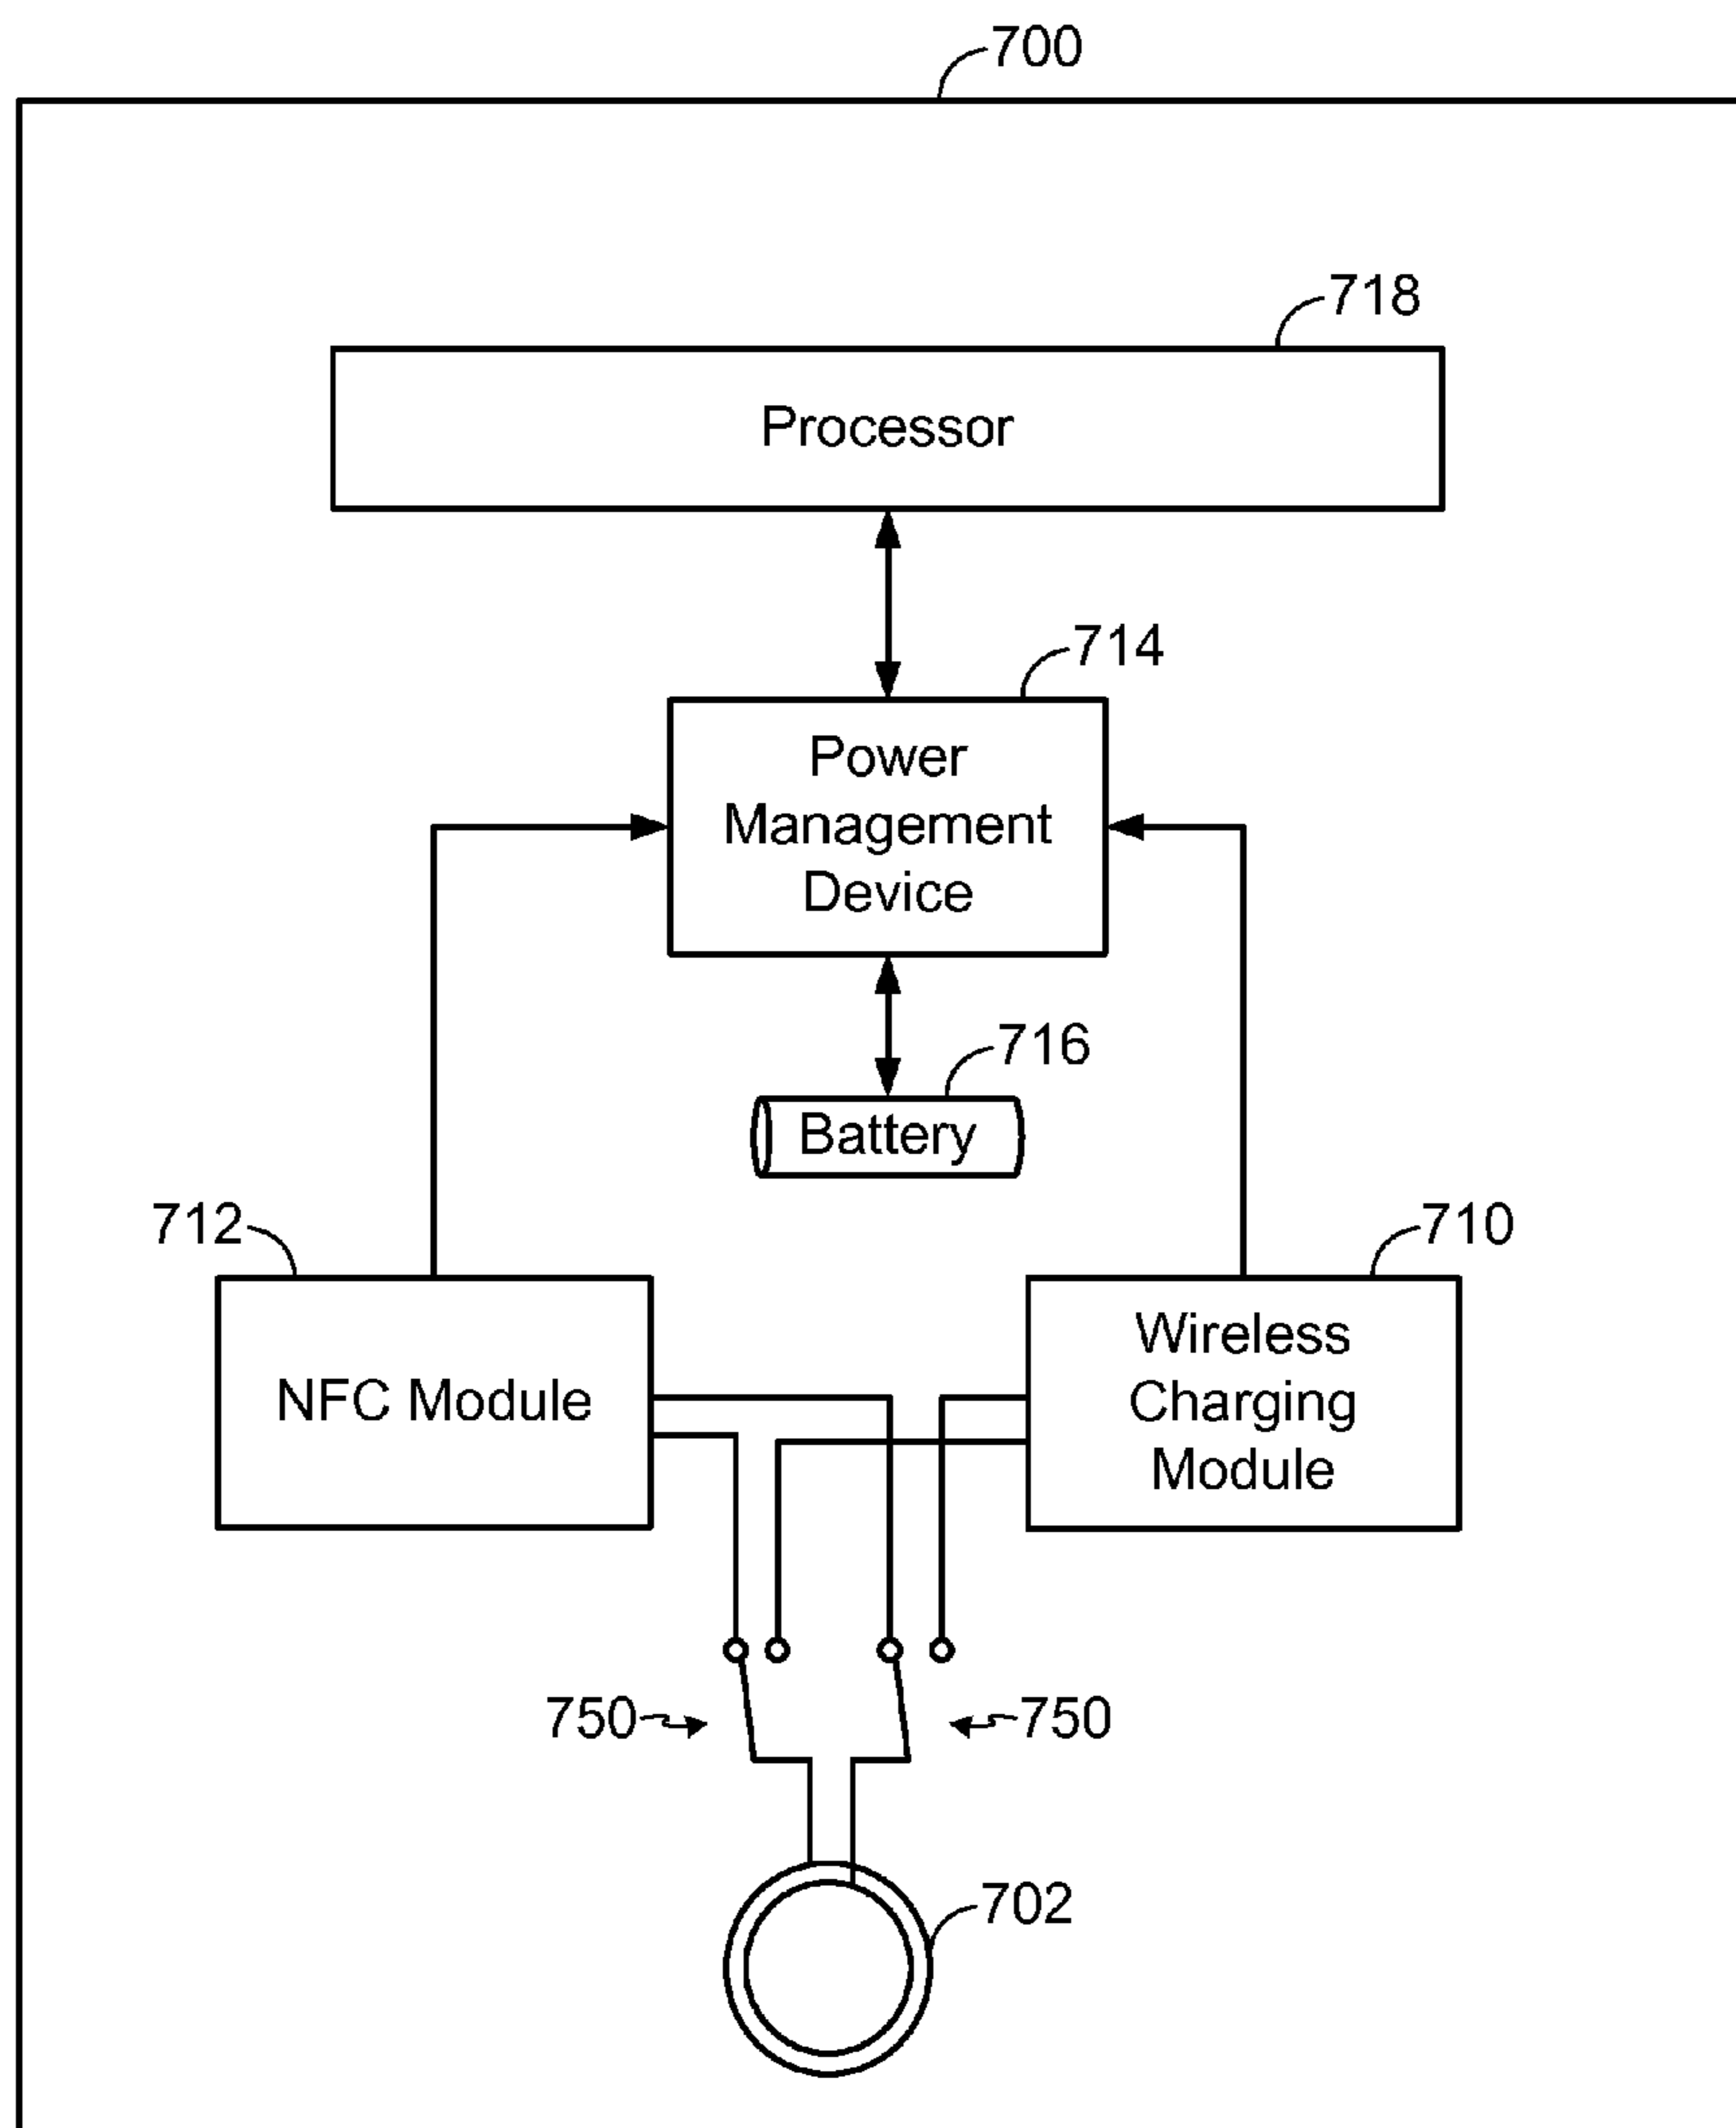 700
718
Processor
714
Power
Management
Device
716
Battery
712
710
NFC Module
Wireless
Charging
Module
750
750
702